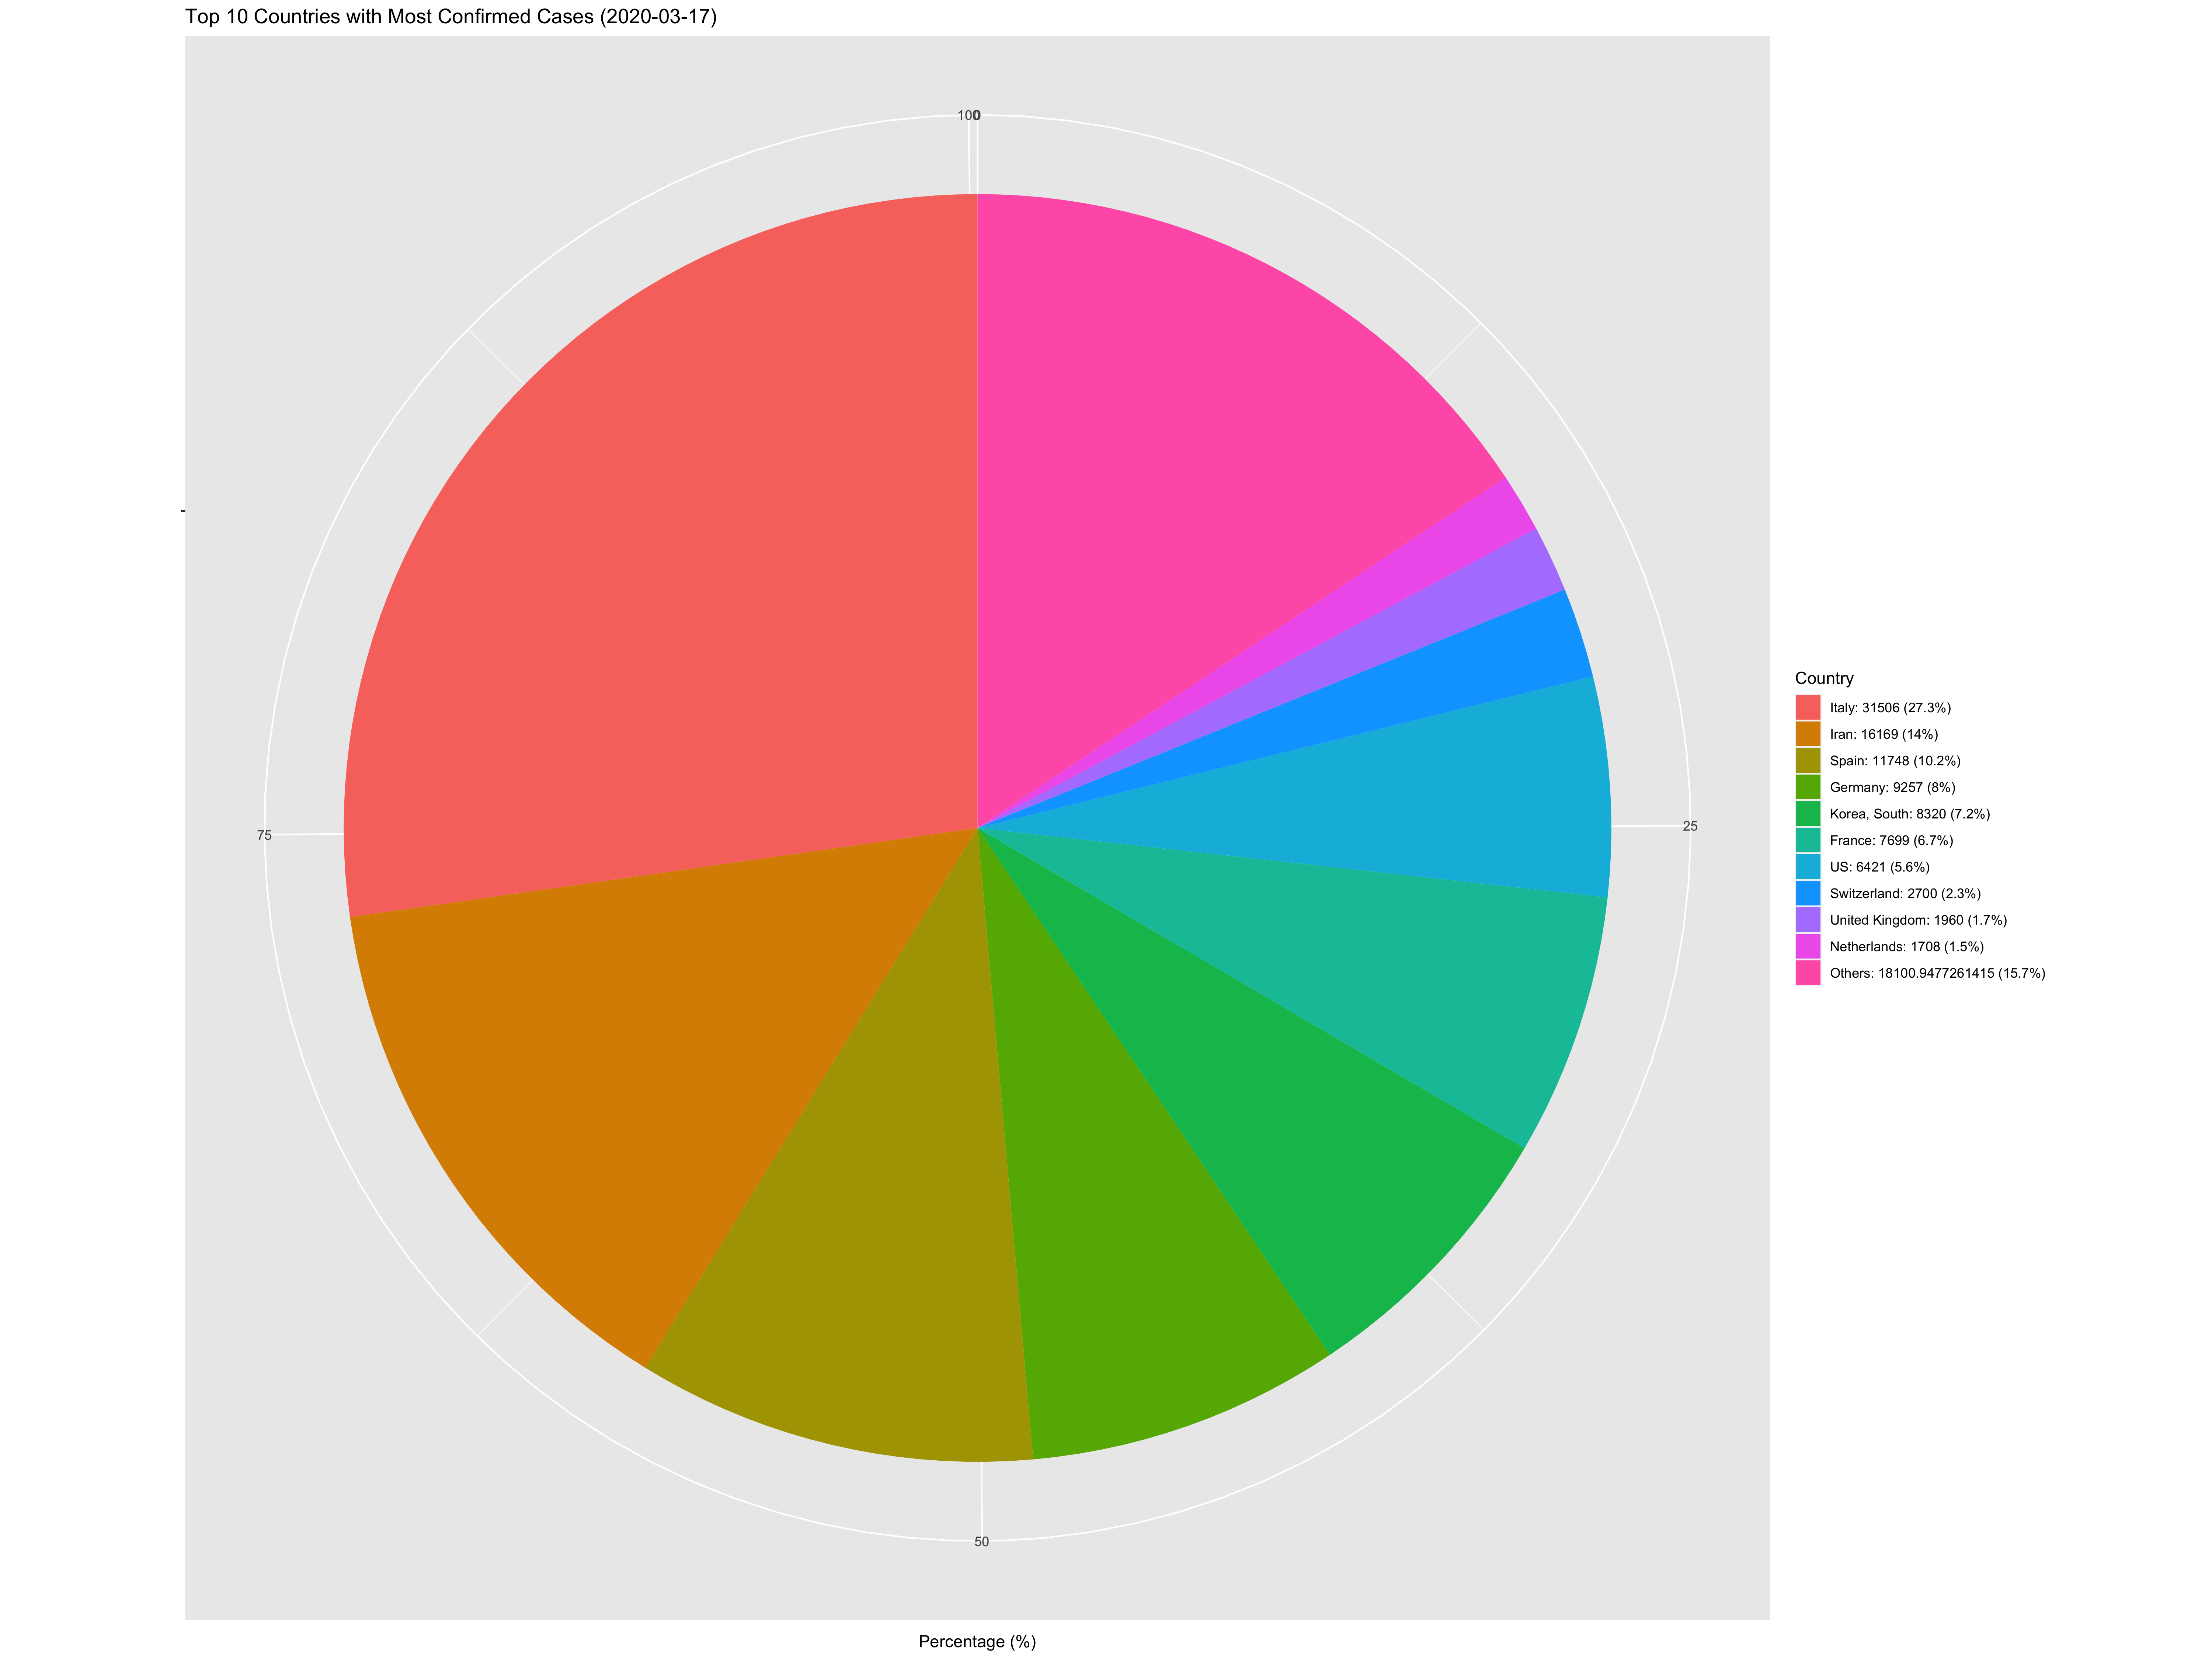 Top 10 Countries with Most Confirmed Cases (2020-03-17)
100
0
75
25
50
Percentage (%)
Country
Italy: 31506 (27.3%)
Iran: 16169 (14%)
Spain: 11748 (10.2%)
Germany: 9257 (8%)
Korea, South: 8320 (7.2%)
France: 7699 (6.7%)
US: 6421 (5.6%)
Switzerland: 2700 (2.3%)
United Kingdom: 1960 (1.7%)
Netherlands: 1708 (1.5%)
Others: 18100.9477261415 (15.7%)